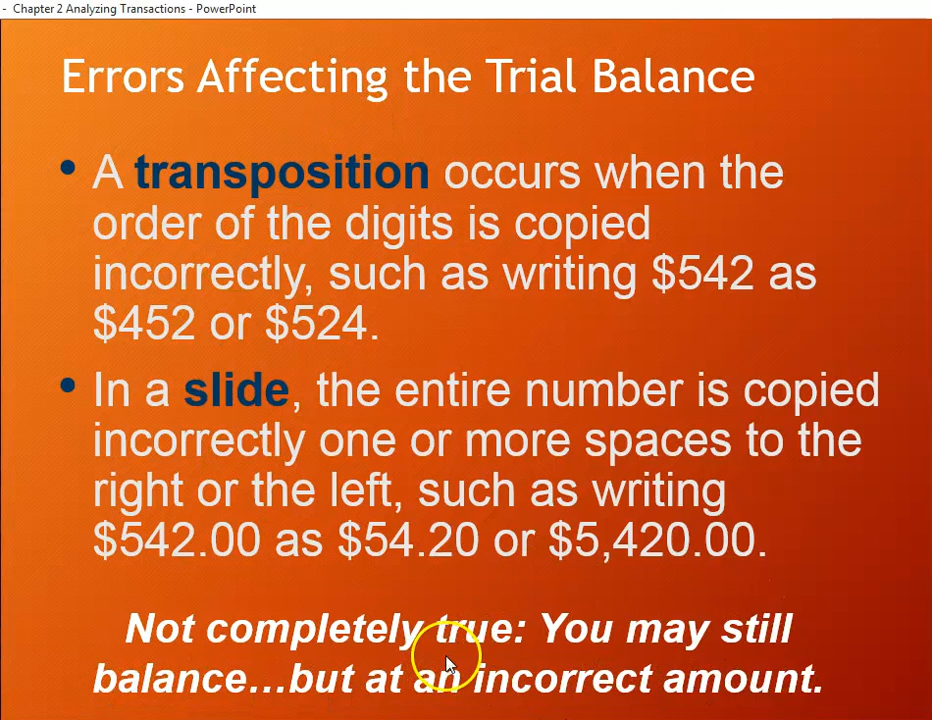 - Chapter 2 Analyzing Transactions - PowerPoint
Errors Affecting the Trial Balance
• A transposition occurs when the
order of the digits is copied
incorrectly, such as writing $542 as
$452 or $524.
• In a slide, the entire number is copied
incorrectly one or more spaces to the
right or the left, such as writing
$542.00 as $54.20 or $5,420.00.
Not completely true: You may still
balance...but at an incorrect amount.